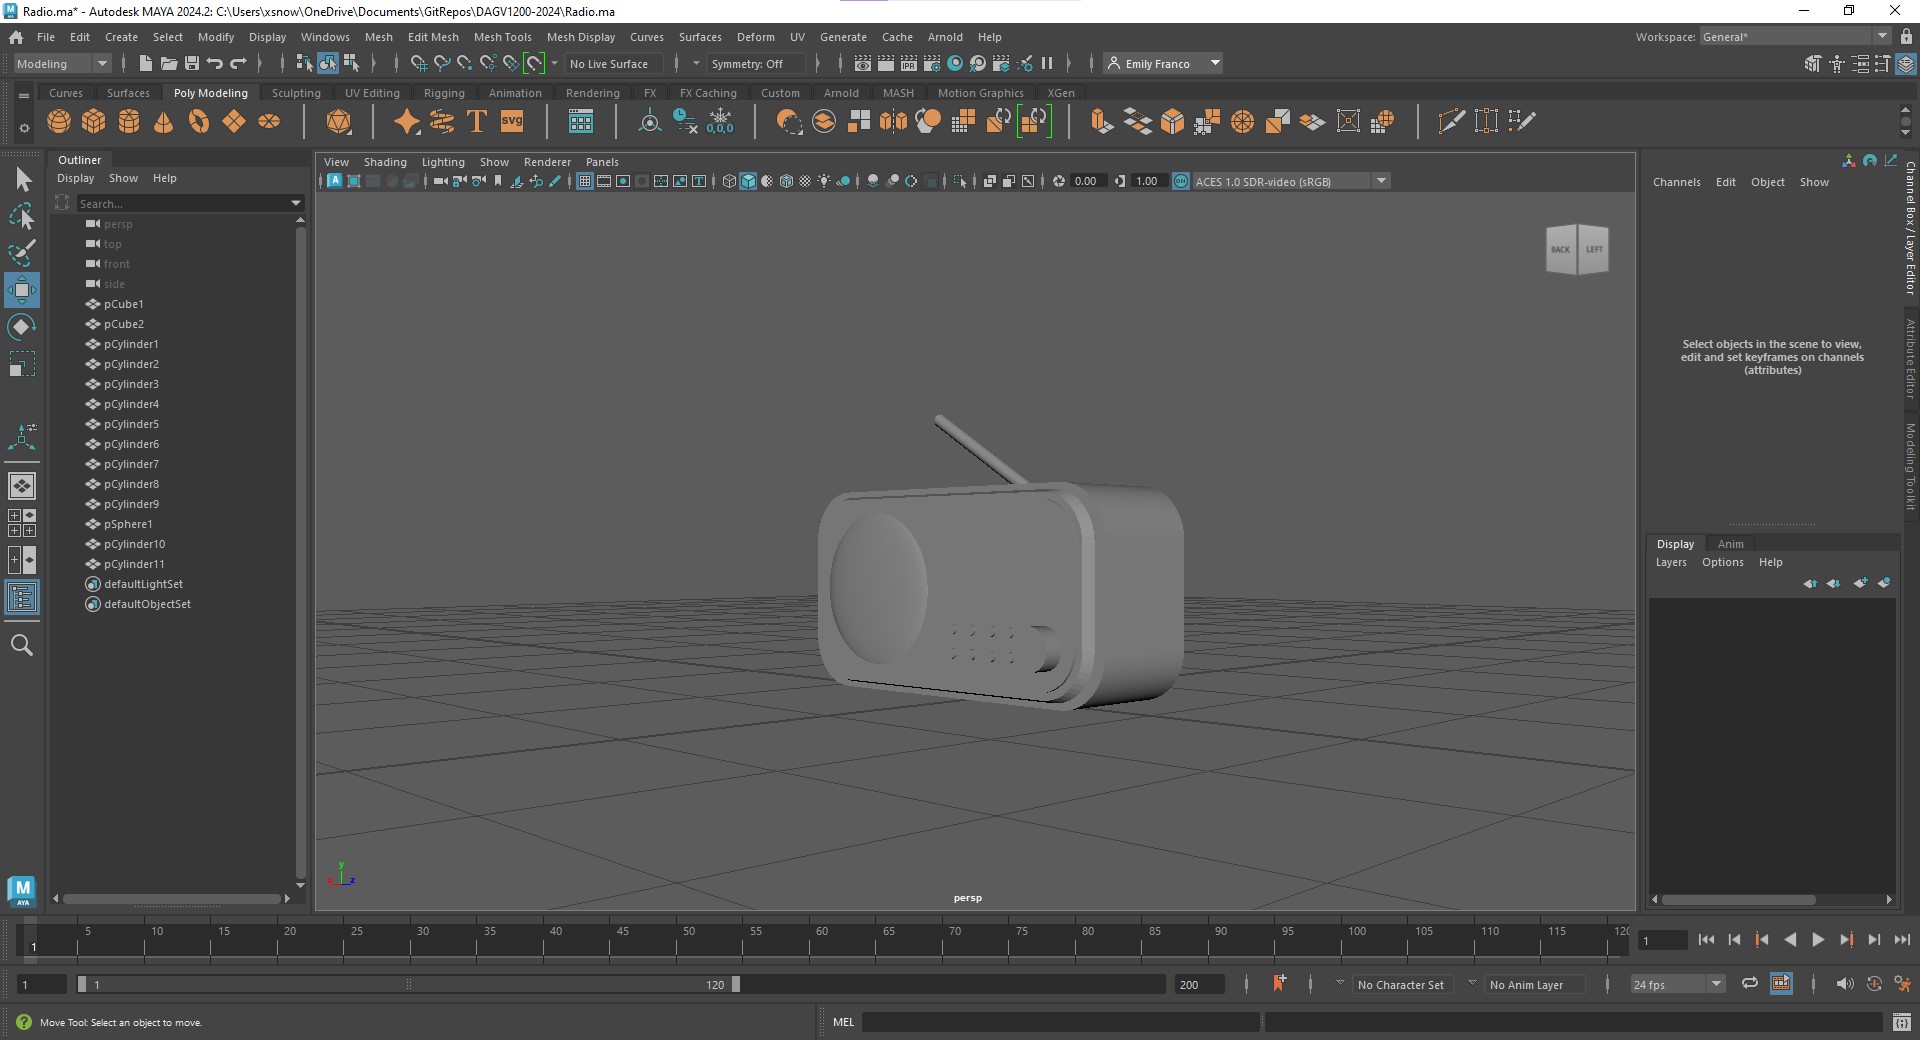 Radio.ma* - Autodesk MAYA 2024.2: C:\Users\xsnow\OneDrive\Documents\GitRepos\DAGV1200-2024\Radio.ma
File Edit Create Select Modify Display Windows Mesh Edit Mesh Mesh Tools Mesh Display Curves Surfaces Deform UV Generate Cache Arnold Help
Workspace: General*
Modeling
No Live Surface
Symmetry: Off
IPR
Emily Franco
Curves Surfaces Poly Modeling Sculpting UV Editing Rigging Animation Rendering FX FX Caching Custom Arnold MASH Motion Graphics XGen
T
SVG
0,0,0
Outliner
Display Show Help
Search...
persp
top
front
side
pCube1
pCube2
pCylinder1
pCylinder2
pCylinder3
pCylinder4
pCylinder5
pCylinder6
pCylinder7
pCylinder8
pCylinder9
pSphere1
pCylinder10
pCylinder11
defaultLightSet
defaultObjectSet
View Shading Lighting Show Renderer Panels
0.00
1.00
ON
ACES 1.0 SDR-video (sRGB)
BACK
LEFT
y
x
z
persp
Channels Edit Object Show
Select objects in the scene to view,
edit and set keyframes on channels
(attributes)
Channel Box / Layer Editor
Attribute Editor
Modeling Toolkit
Display Anim
Layers Options Help
M
AYA
1
5 10 15 20 25 30 35 40 45 50 55 60 65 70 75 80 85 90 95 100 105 110 115 120
1
1
1
120
200
No Character Set
No Anim Layer
24 fps
Move Tool: Select an object to move.
MEL